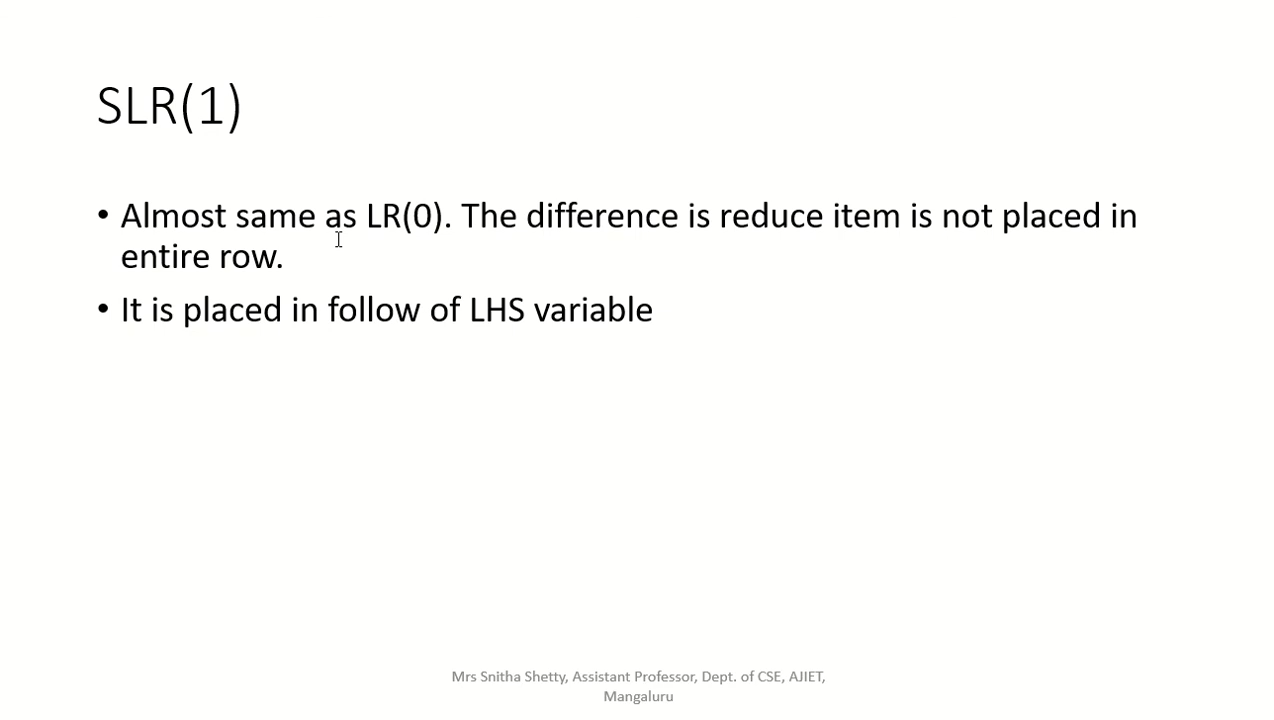 SLR(1)
• Almost same as LR(0). The difference is reduce item is not placed in
entire row.
• It is placed in follow of LHS variable
Mrs Snitha Shetty, Assistant Professor, Dept. of CSE, AJIET,
Mangaluru